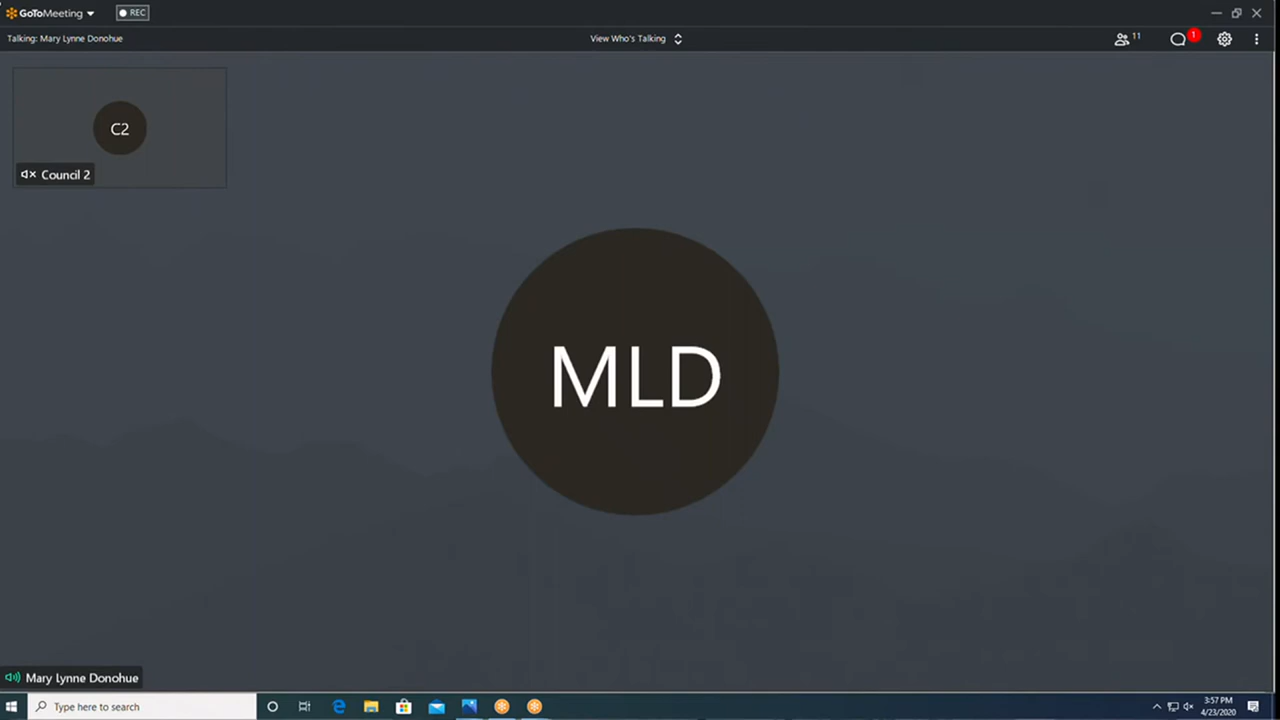 GoToMeeting
REC
Talking: Mary Lynne Donohue
View Who's Talking
11
1
C2
Council 2
MLD
Mary Lynne Donohue
Type here to search
3:57 PM
4/23/2020